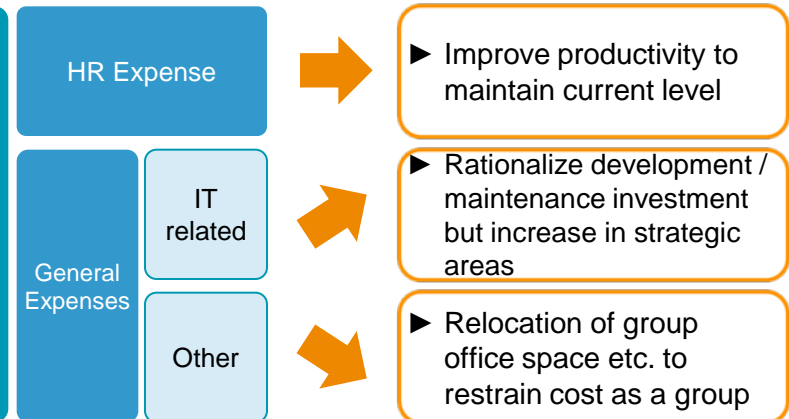 HR Expense
► Improve productivity to
maintain current level
General
Expenses
IT
related
► Rationalize development /
maintenance investment
but increase in strategic
areas
Other
► Relocation of group
office space etc. to
restrain cost as a group